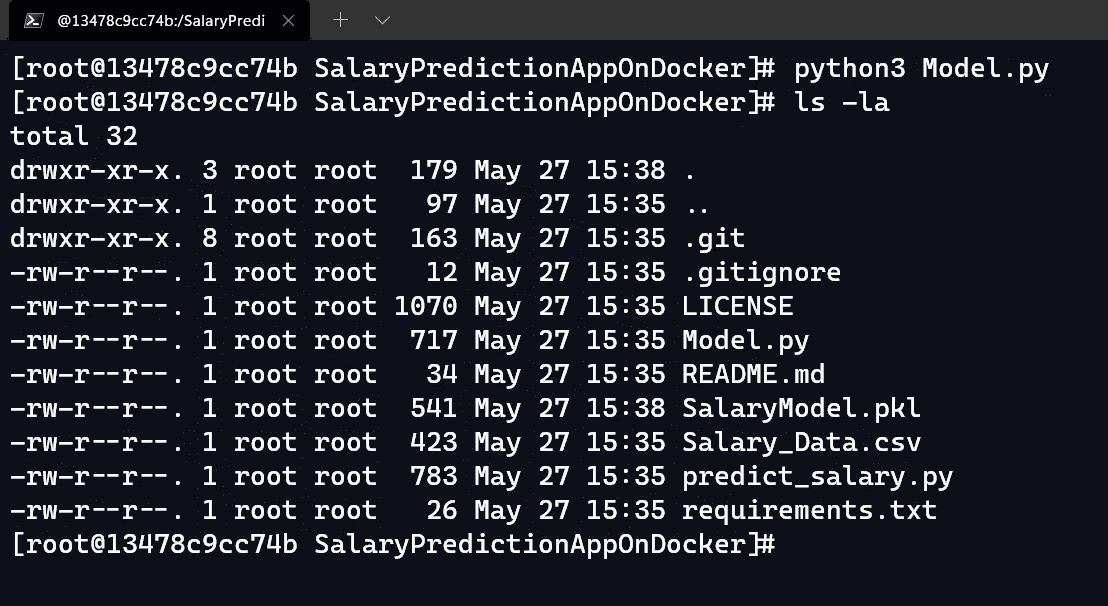 @13478c9cc74b:/SalaryPredi
[root@13478c9cc74b SalaryPredictionAppOnDocker]# python3 Model.py
[root@13478c9cc74b SalaryPredictionAppOnDocker]# ls -la
total 32
drwxr-xr-x. 3 root root  179 May 27 15:38 .
drwxr-xr-x. 1 root root   97 May 27 15:35 ..
drwxr-xr-x. 8 root root  163 May 27 15:35 .git
-rw-r--r--. 1 root root   12 May 27 15:35 .gitignore
-rw-r--r--. 1 root root 1070 May 27 15:35 LICENSE
-rw-r--r--. 1 root root  717 May 27 15:35 Model.py
-rw-r--r--. 1 root root   34 May 27 15:35 README.md
-rw-r--r--. 1 root root  541 May 27 15:38 SalaryModel.pkl
-rw-r--r--. 1 root root  423 May 27 15:35 Salary_Data.csv
-rw-r--r--. 1 root root  783 May 27 15:35 predict_salary.py
-rw-r--r--. 1 root root   26 May 27 15:35 requirements.txt
[root@13478c9cc74b SalaryPredictionAppOnDocker]#